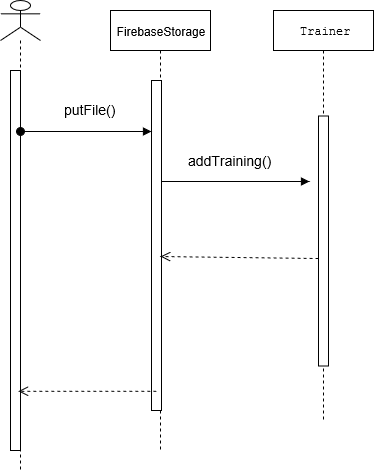 FirebaseStorage
Trainer
putFile()
addTraining()